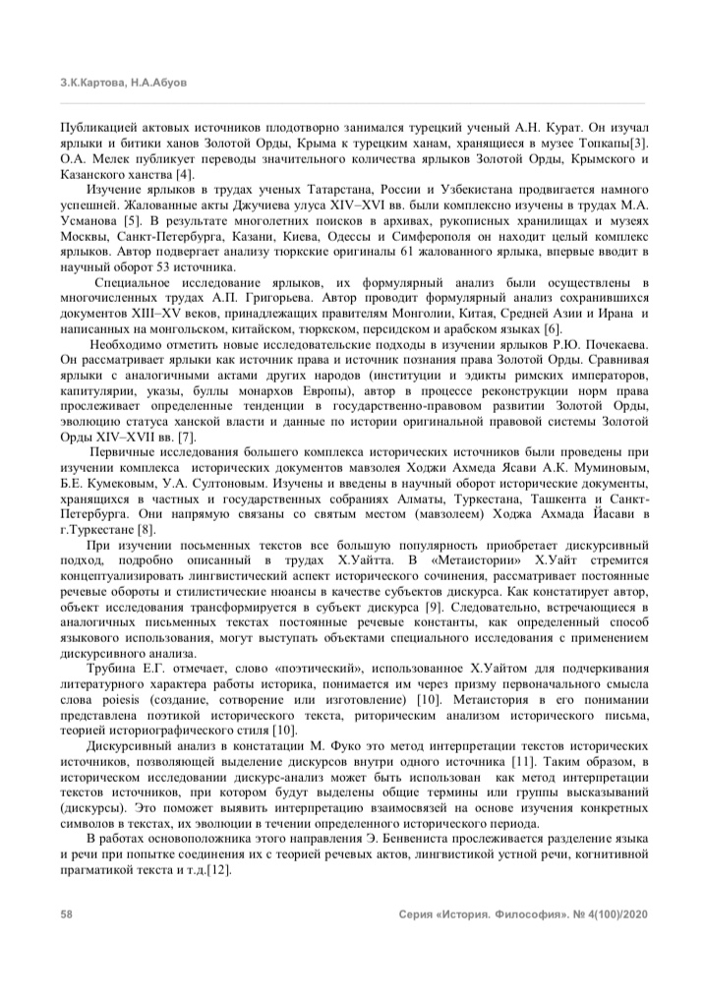 З.К.Картова, Н.А.Абуов
Публикацией актовых источников плодотворно занимался турецкий ученый А.Н. Курат. Он изучал
ярлыки и битики ханов Золотой Орды, Крыма к турецким ханам, хранящиеся в музее Топкапы[3].
О.А. Мелек публикует переводы значительного количества ярлыков Золотой Орды, Крымского и
Казанского ханства [4].
Изучение ярлыков в трудах ученых Татарстана, России и Узбекистана продвигается намного
успешней. Жалованные акты Джучиева улуса XIV–XVI вв. были комплексно изучены в трудах М.А.
Усманова [5]. В результате многолетних поисков в архивах, рукописных хранилищах и музеях
Москвы, Санкт-Петербурга, Казани, Киева, Одессы и Симферополя он находит целый комплекс
ярлыков. Автор подвергает анализу тюркские оригиналы 61 жалованного ярлыка, впервые вводит в
научный оборот 53 источника.
Специальное исследование ярлыков, их формулярный анализ были осуществлены в
многочисленных трудах А.П. Григорьева. Автор проводит формулярный анализ сохранившихся
документов XIII–XV веков, принадлежащих правителям Монголии, Китая, Средней Азии и Ирана и
написанных на монгольском, китайском, тюркском, персидском и арабском языках [6].
Необходимо отметить новые исследовательские подходы в изучении ярлыков Р.Ю. Почекаева.
Он рассматривает ярлыки как источник права и источник познания права Золотой Орды. Сравнивая
ярлыки с аналогичными актами других народов (институции и эдикты римских императоров,
капитулярии, указы, буллы монархов Европы), автор в процессе реконструкции норм права
прослеживает определенные тенденции в государственно-правовом развитии Золотой Орды,
эволюцию статуса ханской власти и данные по истории оригинальной правовой системы Золотой
Орды XIV–XVII вв. [7].
Первичные исследования большего комплекса исторических источников были проведены при
изучении комплекса исторических документов мавзолея Ходжи Ахмеда Ясави А.К. Муминовым,
Б.Е. Кумековым, У.А. Султоновым. Изучены и введены в научный оборот исторические документы,
хранящихся в частных и государственных собраниях Алматы, Туркестана, Ташкента и Санкт-
Петербурга. Они напрямую связаны со святым местом (мавзолеем) Ходжа Ахмада Йасави в
г.Туркестане [8].
При изучении посьменных текстов все большую популярность приобретает дискурсивный
подход, подробно описанный в трудах Х.Уайтта. В «Метаистории» Х.Уайт стремится
концептуализировать лингвистический аспект исторического сочинения, рассматривает постоянные
речевые обороты и стилистические нюансы в качестве субъектов дискурса. Как констатирует автор,
объект исследования трансформируется в субъект дискурса [9]. Следовательно, встречающиеся в
аналогичных письменных текстах постоянные речевые константы, как определенный способ
языкового использования, могут выступать объектами специального исследования с применением
дискурсивного анализа.
Трубина Е.Г. отмечает, слово «поэтический», использованное Х.Уайтом для подчеркивания
литературного характера работы историка, понимается им через призму первоначального смысла
слова poiesis (создание, сотворение или изготовление) [10]. Метаистория в его понимании
представлена поэтикой исторического текста, риторическим анализом исторического письма,
теорией историографического стиля [10].
Дискурсивный анализ в констатации М. Фуко это метод интерпретации текстов исторических
источников, позволяющей выделение дискурсов внутри одного источника [11]. Таким образом, в
историческом исследовании дискурс-анализ может быть использован как метод интерпретации
текстов источников, при котором будут выделены общие термины или группы высказываний
(дискурсы). Это поможет выявить интерпретацию взаимосвязей на основе изучения конкретных
символов в текстах, их эволюции в течении определенного исторического периода.
В работах основоположника этого направления Э. Бенвениста прослеживается разделение языка
и речи при попытке соединения их с теорией речевых актов, лингвистикой устной речи, когнитивной
прагматикой текста и т.д.[12].
58 Серия «История. Философия». № 4(100)/2020